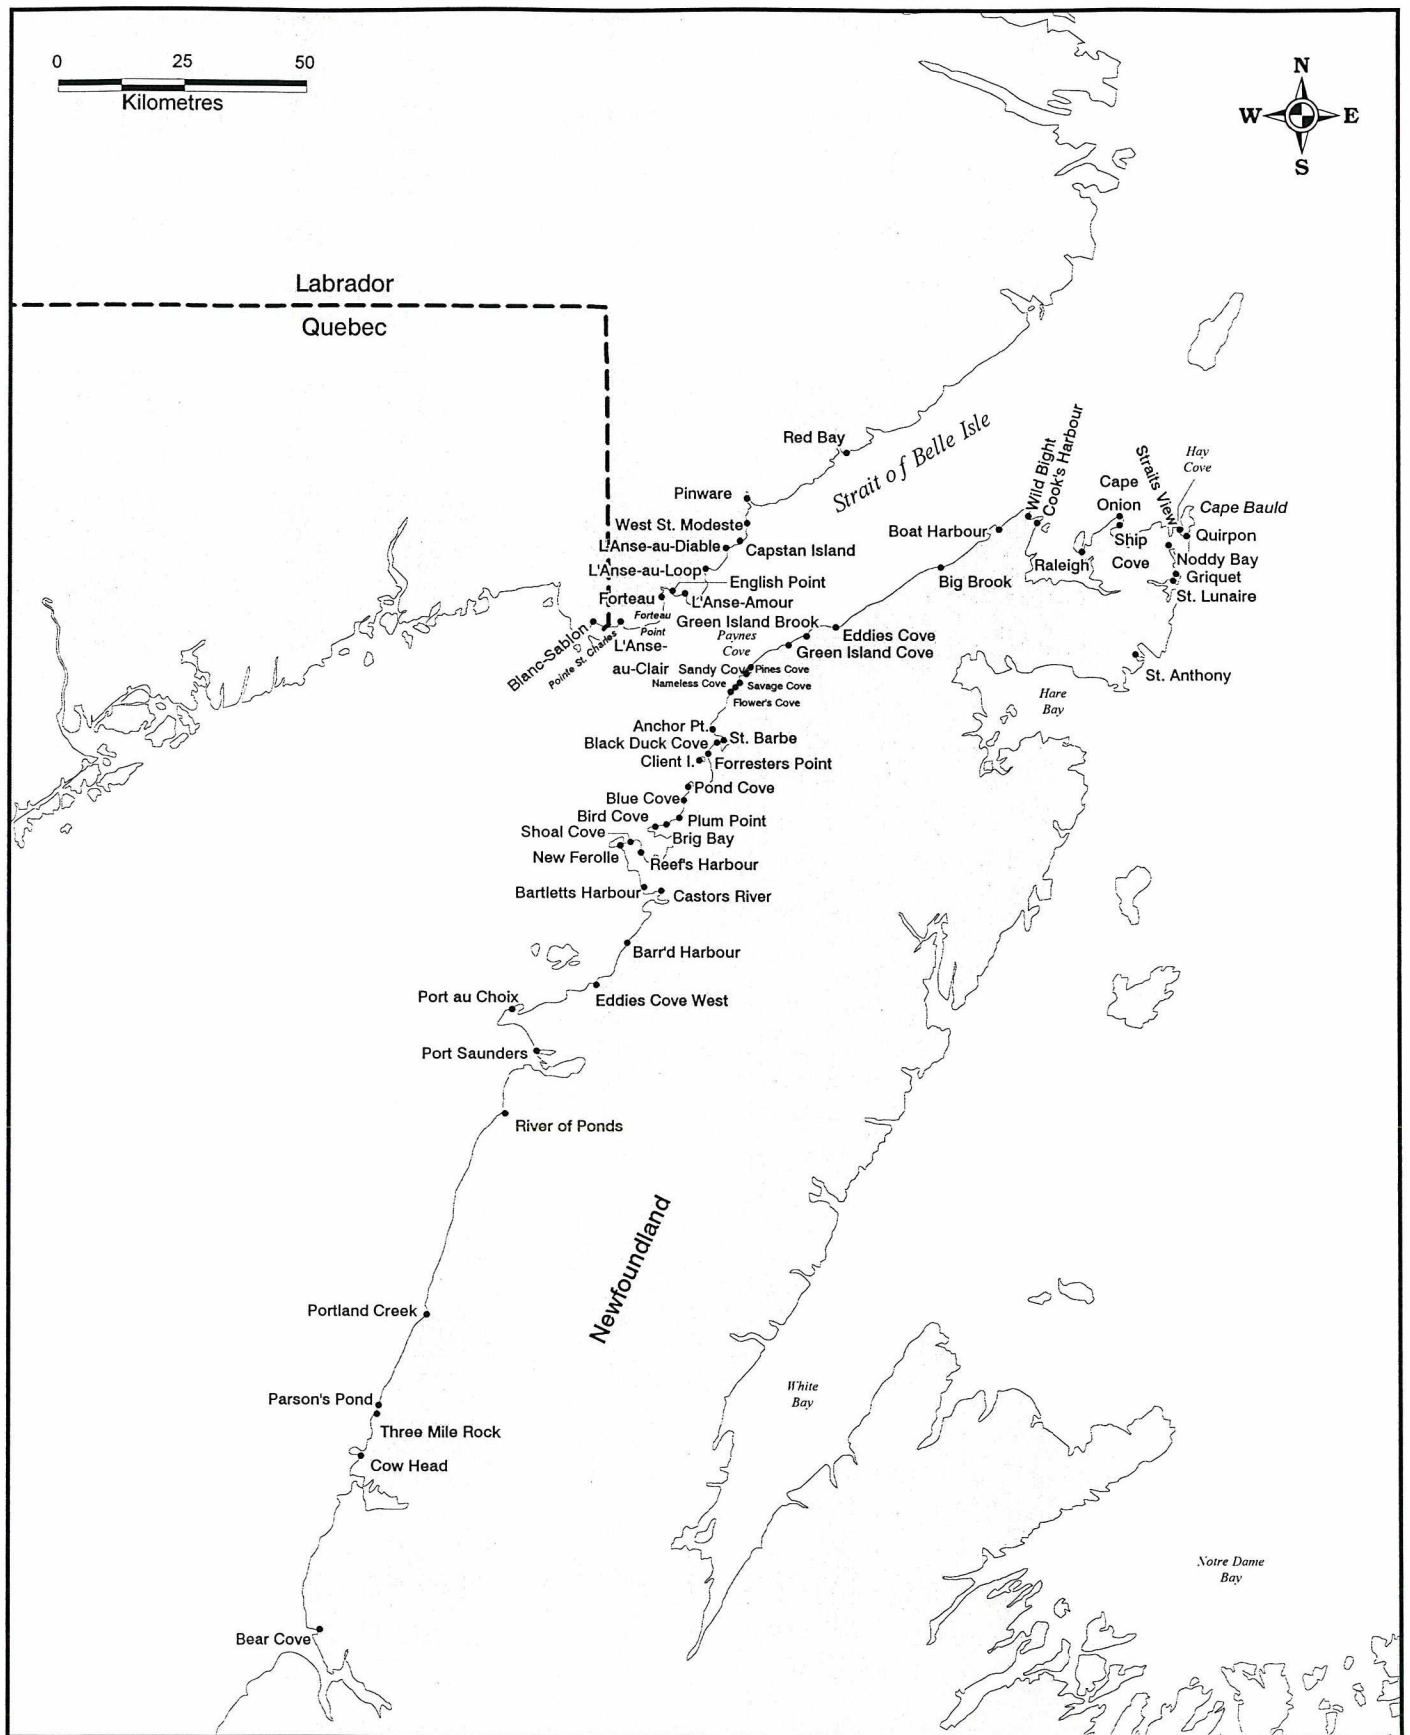 0 25 50
Kilometres
N
W E
S
Labrador
Quebec
Red Bay
Strait of Belle Isle
Pinware
West St. Modeste
L'Anse-au-Diable
Capstan Island
L'Anse-au-Loop
English Point
Forteau
L'Anse-Amour
Forteau
Point
Blanc-Sablon
Pointe St. Charles
L'Anse-
au-Clair
Wild Bight
Cook's Harbour
Cape
Onion
Ship
Cove
Straits View
Hay
Cove
Cape Bauld
Quirpon
Noddy Bay
Griquet
St. Lunaire
Raleigh
Boat Harbour
Big Brook
Green Island Brook
Eddies Cove
Green Island Cove
Paynes
Cove
Sandy Cove
Pines Cove
Nameless Cove
Savage Cove
Flower's Cove
St. Anthony
Hare
Bay
Anchor Pt.
St. Barbe
Black Duck Cove
Client I.
Forresters Point
Pond Cove
Blue Cove
Bird Cove
Plum Point
Shoal Cove
Brig Bay
New Ferolle
Reef's Harbour
Bartletts Harbour
Castors River
Barr'd Harbour
Port au Choix
Eddies Cove West
Port Saunders
River of Ponds
Newfoundland
Portland Creek
Parson's Pond
Three Mile Rock
Cow Head
White
Bay
Notre Dame
Bay
Bear Cove